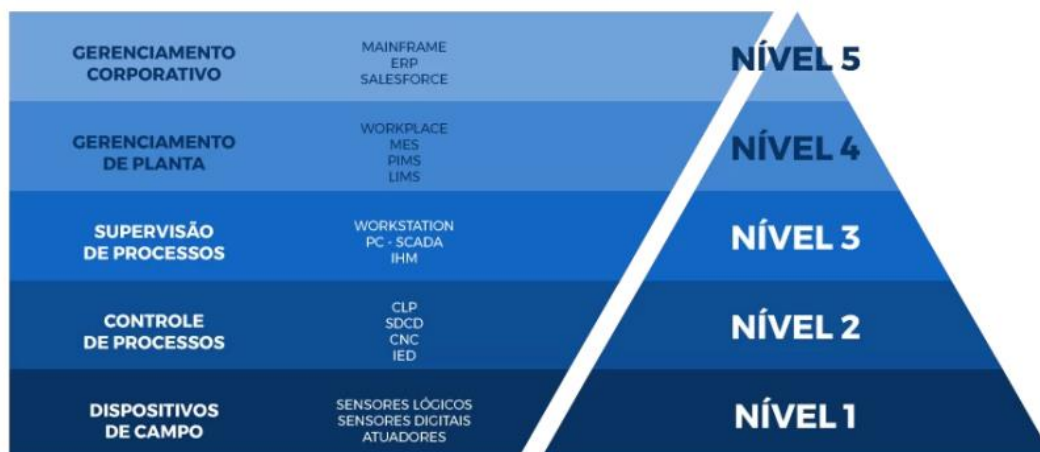 GERENCIAMENTO
CORPORATIVO
MAINFRAME
ERP
SALESFORCE
NÍVEL 5
GERENCIAMENTO
DE PLANTA
WORKPLACE
MES
PIMS
LIMS
NÍVEL 4
SUPERVISÃO
DE PROCESSOS
WORKSTATION
PC - SCADA
IHM
NÍVEL 3
CONTROLE
DE PROCESSOS
CLP
SDCD
CNC
IED
NÍVEL 2
DISPOSITIVOS
DE CAMPO
SENSORES LÓGICOS
SENSORES DIGITAIS
ATUADORES
NÍVEL 1